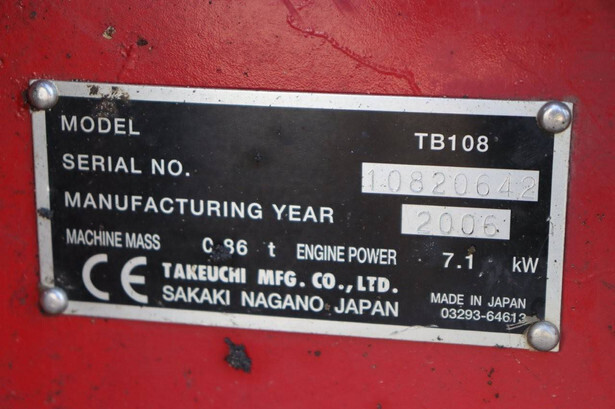 MODEL TB108
SERIAL NO. 10820642
MANUFACTURING YEAR 2006
MACHINE MASS 0.86 t ENGINE POWER 7.1 kW
CE TAKEUCHI MFG. CO., LTD.
SAKAKI NAGANO JAPAN
MADE IN JAPAN
03293-64613